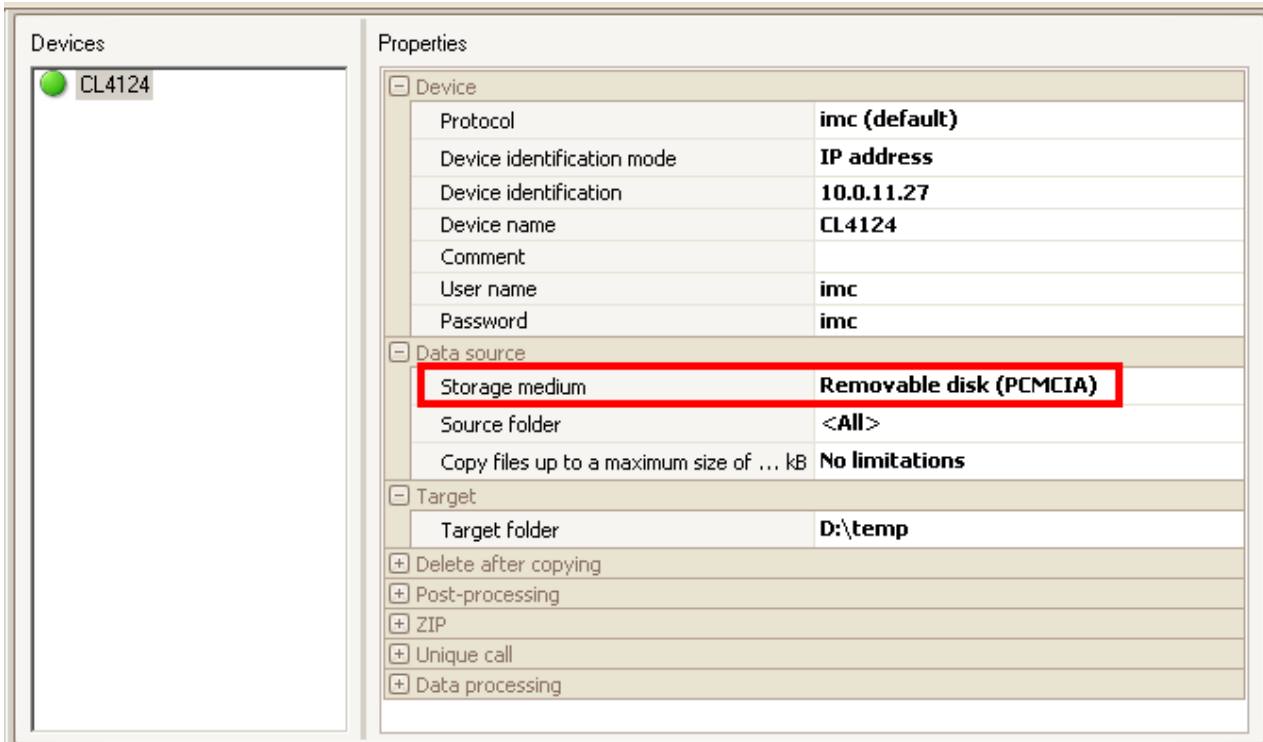 Devices
Properties
CL4124
Device
Protocol imc (default)
Device identification mode IP address
Device identification 10.0.11.27
Device name CL4124
Comment
User name imc
Password imc
Data source
Storage medium Removable disk (PCMCIA)
Source folder <All>
Copy files up to a maximum size of ... kB No limitations
Target
Target folder D:\temp
Delete after copying
Post-processing
ZIP
Unique call
Data processing